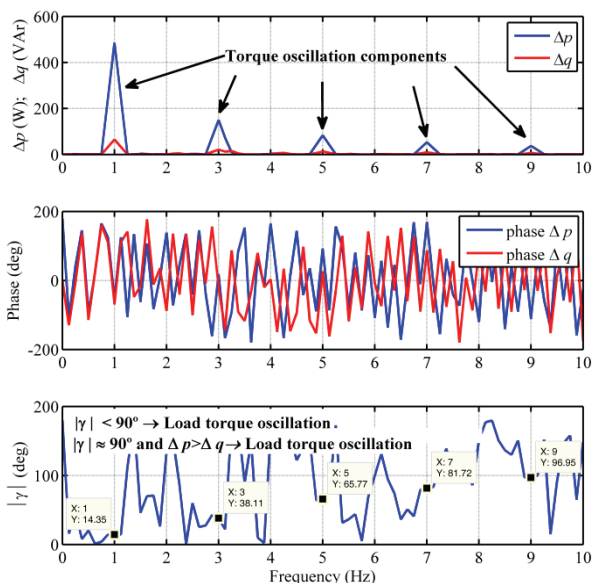 600
400
200
0
0 1 2 3 4 5 6 7 8 9 10
Δp (W); Δq (VAr)
Torque oscillation components
Δp
Δq
200
0
-200
0 1 2 3 4 5 6 7 8 9 10
Phase (deg)
phase Δ p
phase Δ q
200
100
0
0 1 2 3 4 5 6 7 8 9 10
|γ| (deg)
|γ| < 90º → Load torque oscillation .
|γ| ≈ 90º and Δ p>Δ q→ Load torque oscillation
X: 1
Y: 14.35
X: 3
Y: 38.11
X: 5
Y: 65.77
X: 7
Y: 81.72
X: 9
Y: 96.95
Frequency (Hz)